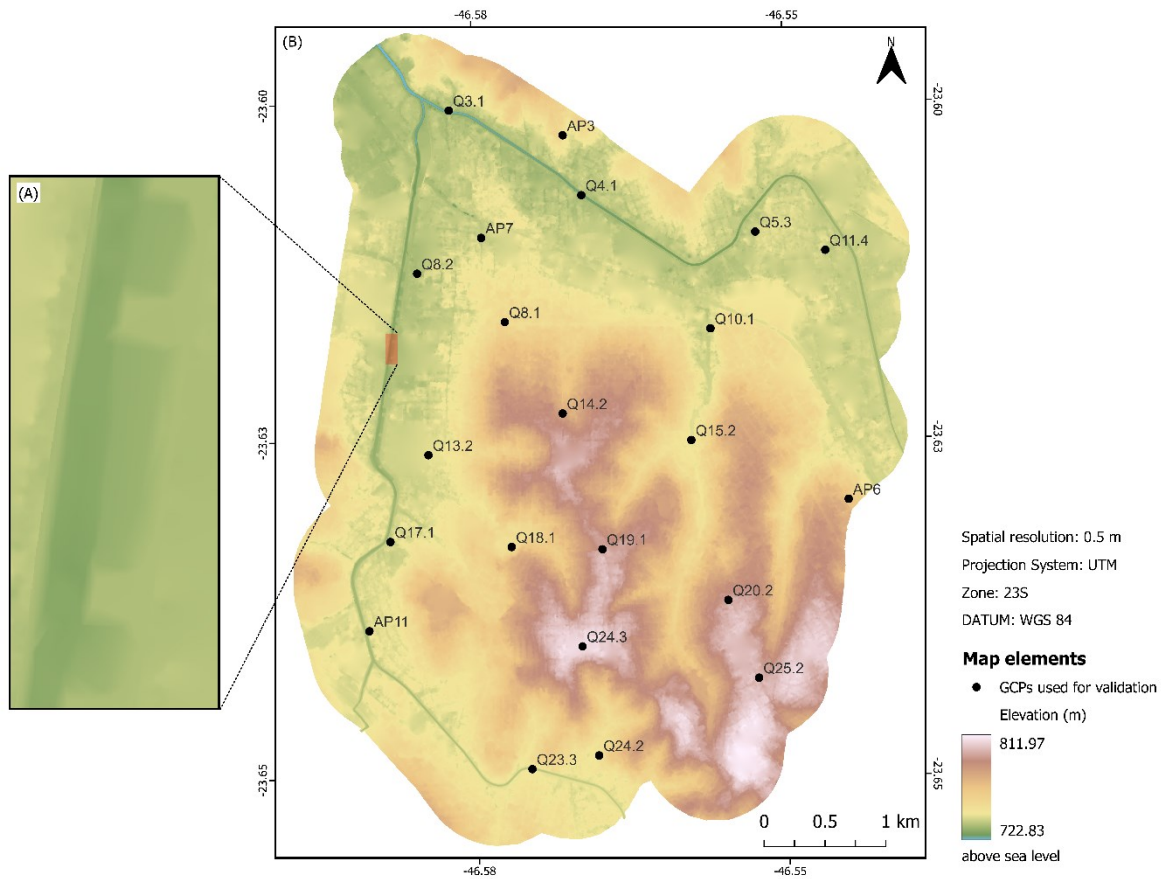 -46.58
-46.55
(B)
N
(A)
-23.60
-23.60
Q3.1
AP3
Q4.1
Q5.3
Q11.4
AP7
Q8.2
Q8.1
Q10.1
Q14.2
Q15.2
-23.63
-23.63
Q13.2
AP6
Q17.1
Q18.1
Q19.1
Q20.2
AP11
Q24.3
Q25.2
Q24.2
Q23.3
-23.65
-23.65
0 0.5 1 km
-46.58
-46.55
Spatial resolution: 0.5 m
Projection System: UTM
Zone: 23S
DATUM: WGS 84
Map elements
GCPs used for validation
Elevation (m)
811.97
722.83
above sea level